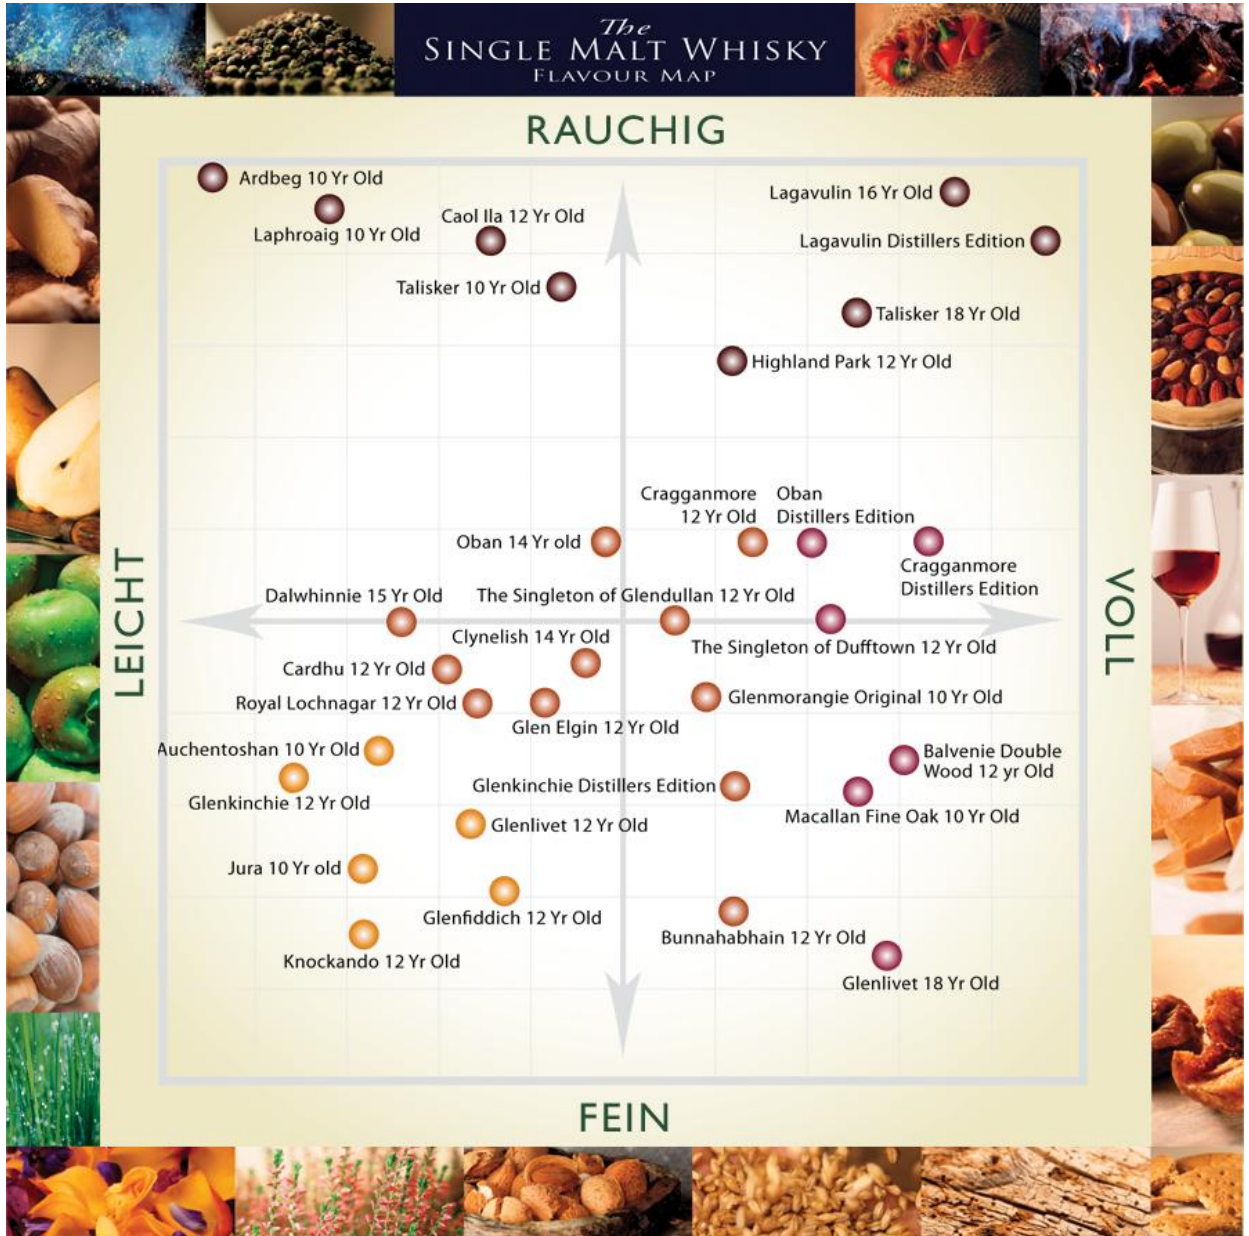 The
SINGLE MALT WHISKY
FLAVOUR MAP
RAUCHIG
Ardbeg 10 Yr Old
Lagavulin 16 Yr Old
Laphroaig 10 Yr Old
Caol Ila 12 Yr Old
Lagavulin Distillers Edition
Talisker 10 Yr Old
Talisker 18 Yr Old
Highland Park 12 Yr Old
Cragganmore
12 Yr Old
Oban
Distillers Edition
Oban 14 Yr old
Cragganmore
Distillers Edition
LEICHT
VOLL
Dalwhinnie 15 Yr Old
The Singleton of Glendullan 12 Yr Old
Clynelish 14 Yr Old
The Singleton of Dufftown 12 Yr Old
Cardhu 12 Yr Old
Royal Lochnagar 12 Yr Old
Glenmorangie Original 10 Yr Old
Glen Elgin 12 Yr Old
Auchentoshan 10 Yr Old
Balvenie Double
Wood 12 yr Old
Glenkinchie 12 Yr Old
Glenkinchie Distillers Edition
Macallan Fine Oak 10 Yr Old
Glenlivet 12 Yr Old
Jura 10 Yr old
Glenfiddich 12 Yr Old
Bunnahabhain 12 Yr Old
Knockando 12 Yr Old
Glenlivet 18 Yr Old
FEIN